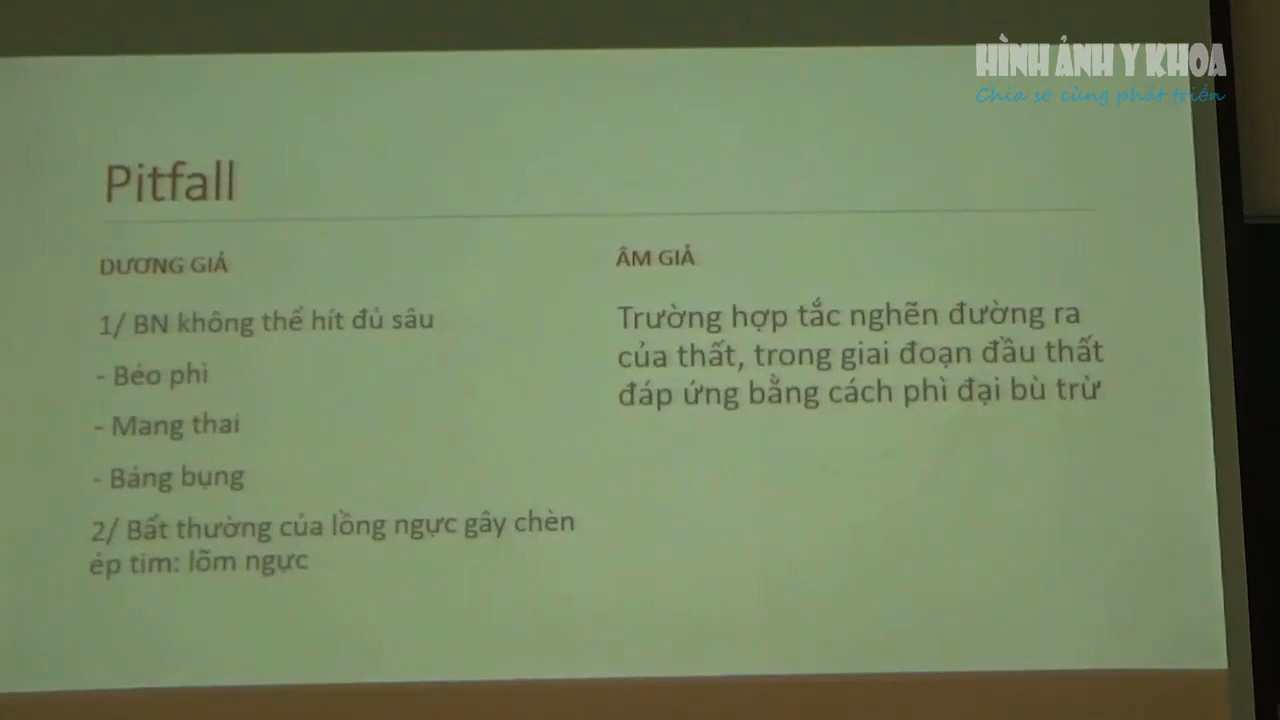 HÌNH ẢNH Y KHOA
Chia sẻ cùng phát triển
Pitfall
DƯƠNG GIẢ
1/ BN không thể hít đủ sâu
- Béo phì
- Mang thai
- Báng bụng
2/ Bất thường của lồng ngực gây chèn
ép tim: lõm ngực
ÂM GIẢ
Trường hợp tắc nghẽn đường ra
của thất, trong giai đoạn đầu thất
đáp ứng bằng cách phì đại bù trừ